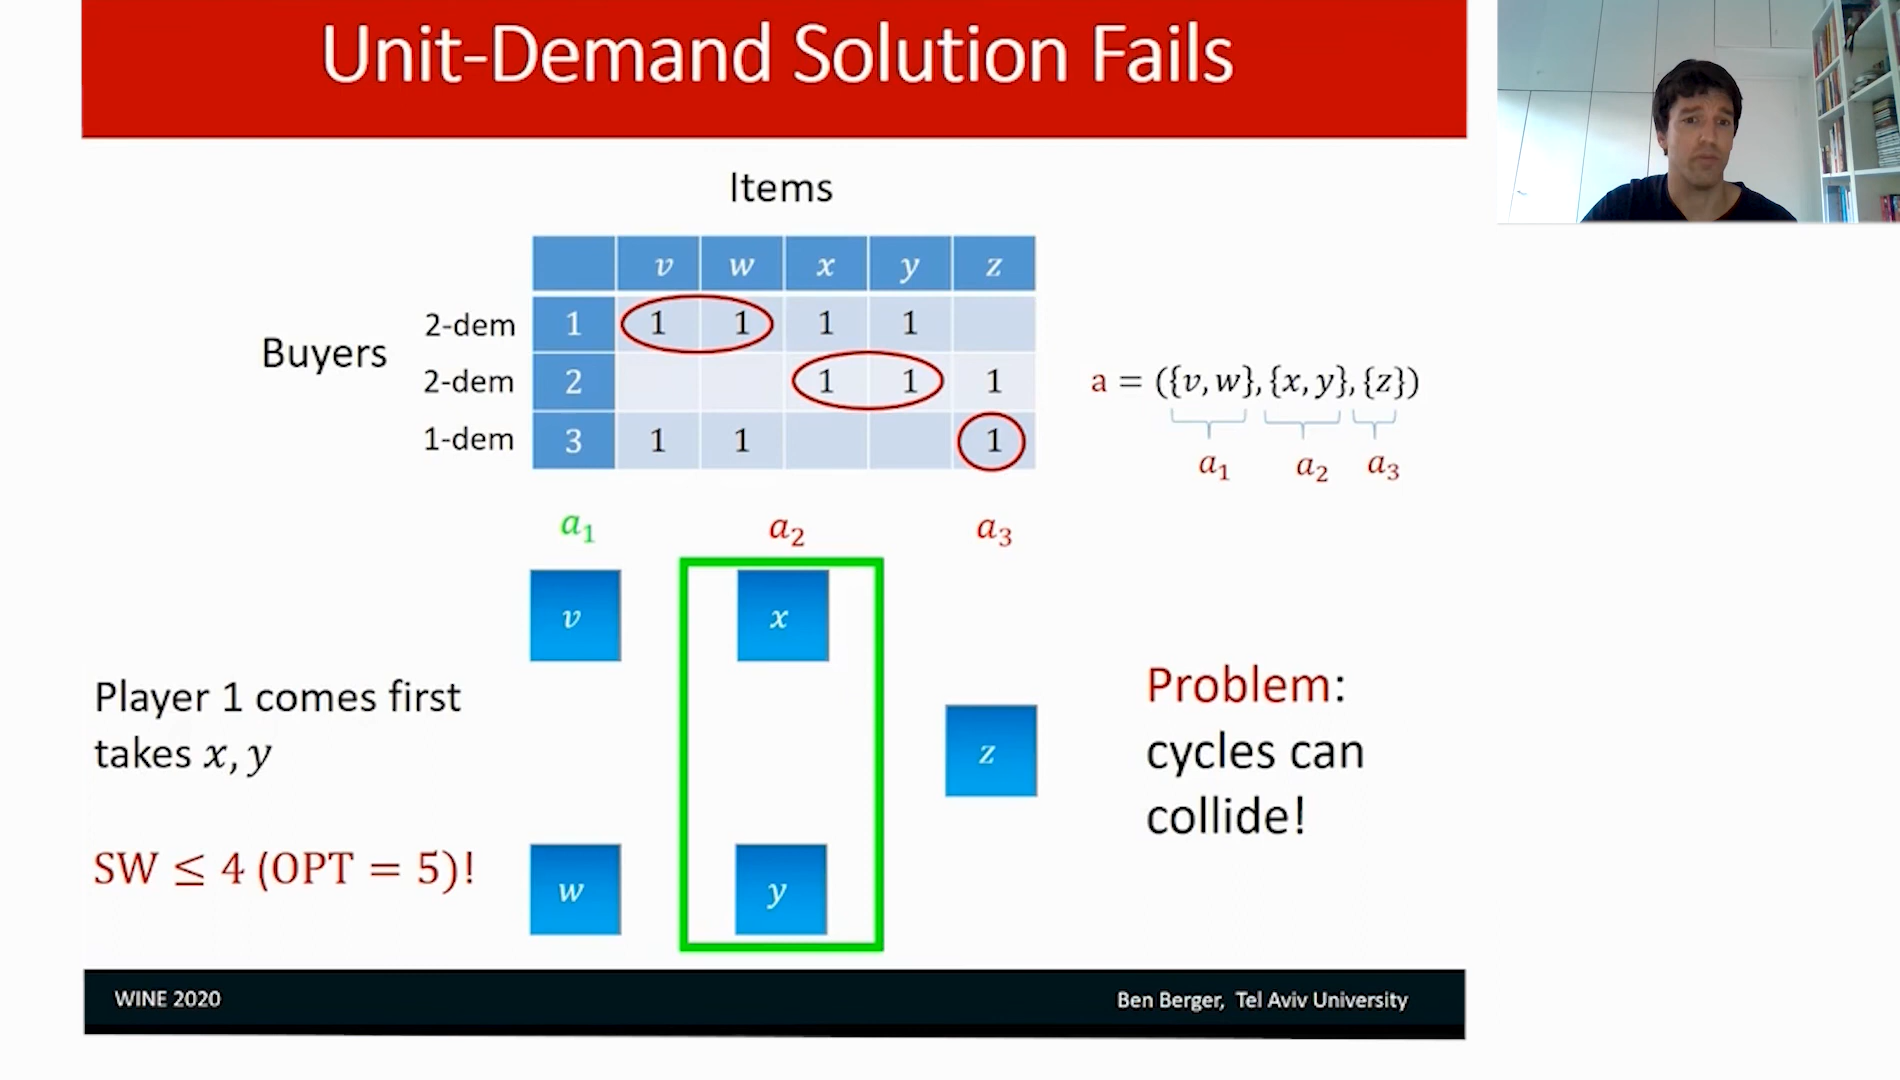 Unit-Demand Solution Fails
Items
v w x y z
Buyers
2-dem 1 1 1 1 1
2-dem 2 1 1 1
1-dem 3 1 1 1
a = ({v, w}, {x, y}, {z})
a₁ a₂ a₃
a₁ a₂ a₃
v x
z
w y
Player 1 comes first
takes x, y
SW ≤ 4 (OPT = 5)!
Problem:
cycles can
collide!
WINE 2020
Ben Berger, Tel Aviv University